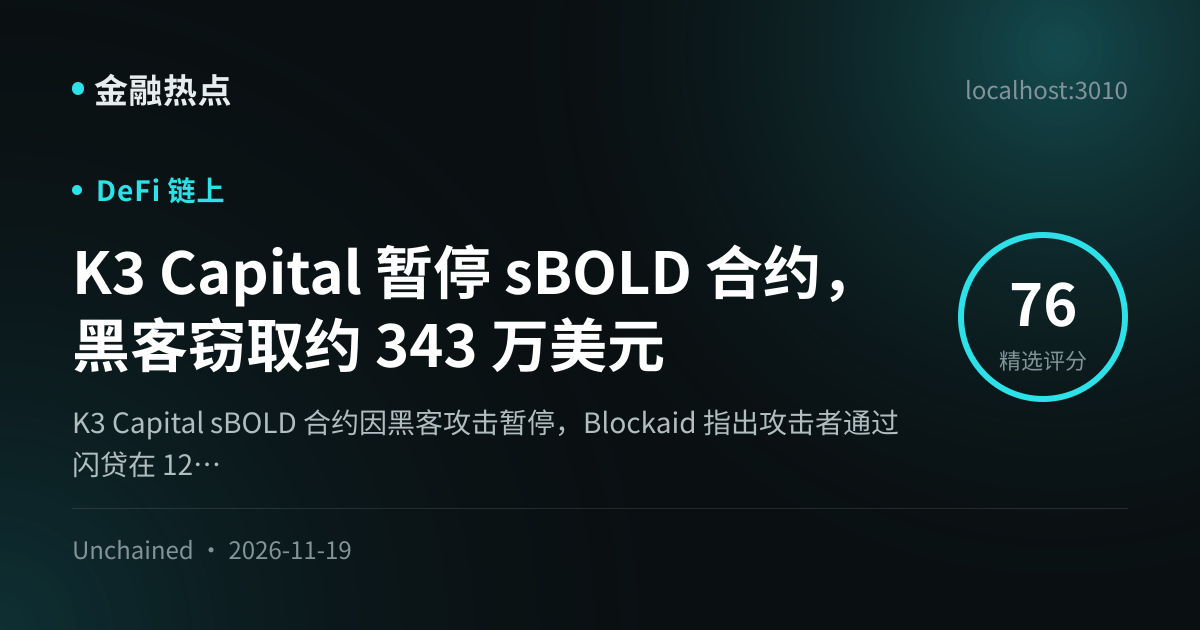 金融热点
localhost:3010
DeFi 链上
K3 Capital 暂停 sBOLD 合约，
黑客窃取约 343 万美元
76
精选评分
K3 Capital sBOLD 合约因黑客攻击暂停，Blockaid 指出攻击者通过
闪贷在 12…
Unchained · 2026-11-19